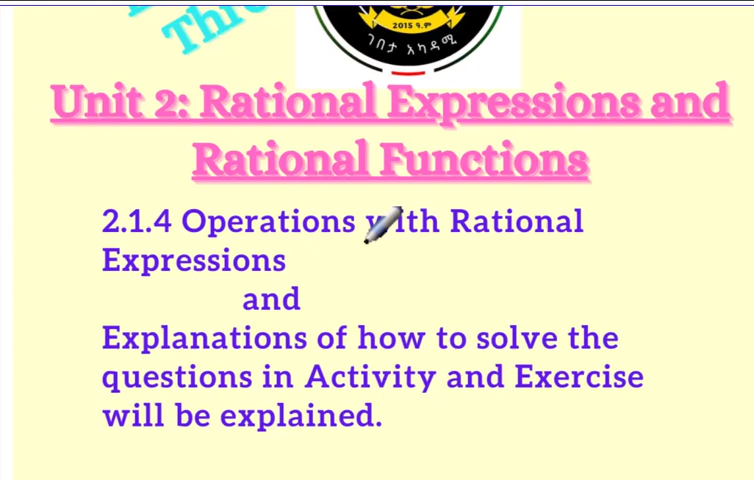 Thr
2015 ዓ.ም
ገበታ አካዳሚ
Unit 2: Rational Expressions and
Rational Functions
2.1.4 Operations with Rational
Expressions
and
Explanations of how to solve the
questions in Activity and Exercise
will be explained.